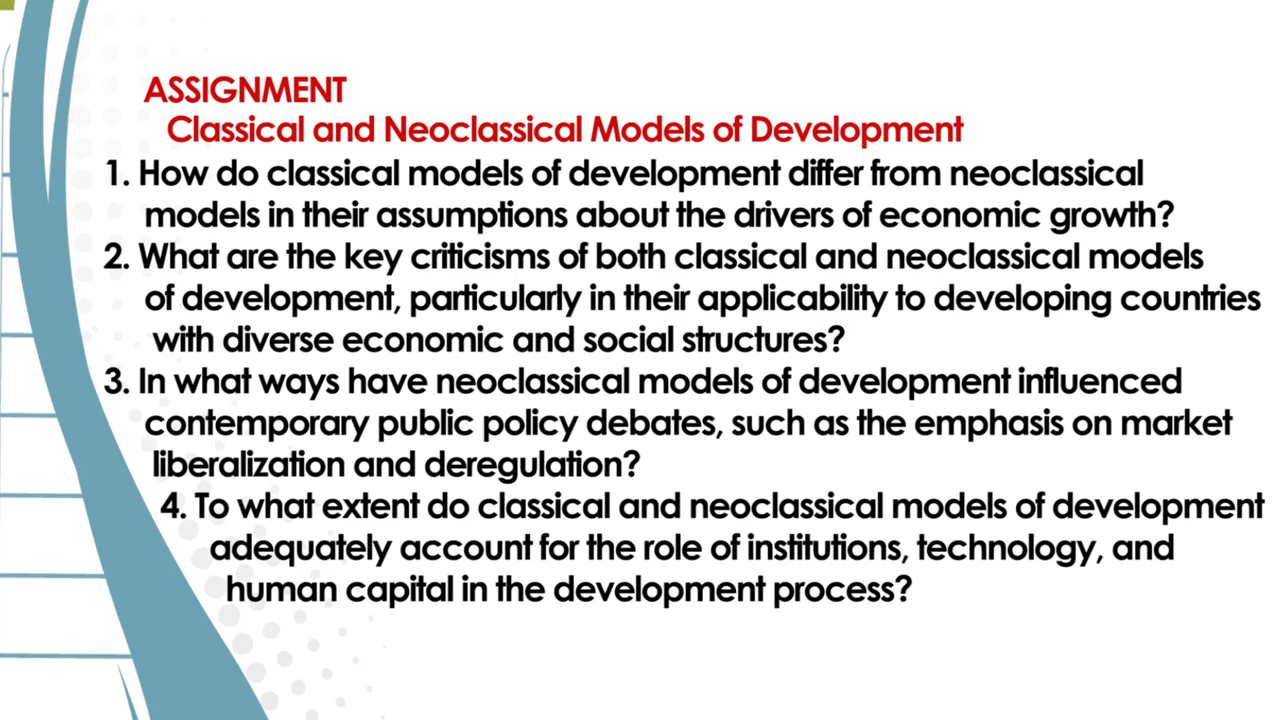 ASSIGNMENT
Classical and Neoclassical Models of Development
1. How do classical models of development differ from neoclassical
models in their assumptions about the drivers of economic growth?
2. What are the key criticisms of both classical and neoclassical models
of development, particularly in their applicability to developing countries
with diverse economic and social structures?
3. In what ways have neoclassical models of development influenced
contemporary public policy debates, such as the emphasis on market
liberalization and deregulation?
4. To what extent do classical and neoclassical models of development
adequately account for the role of institutions, technology, and
human capital in the development process?